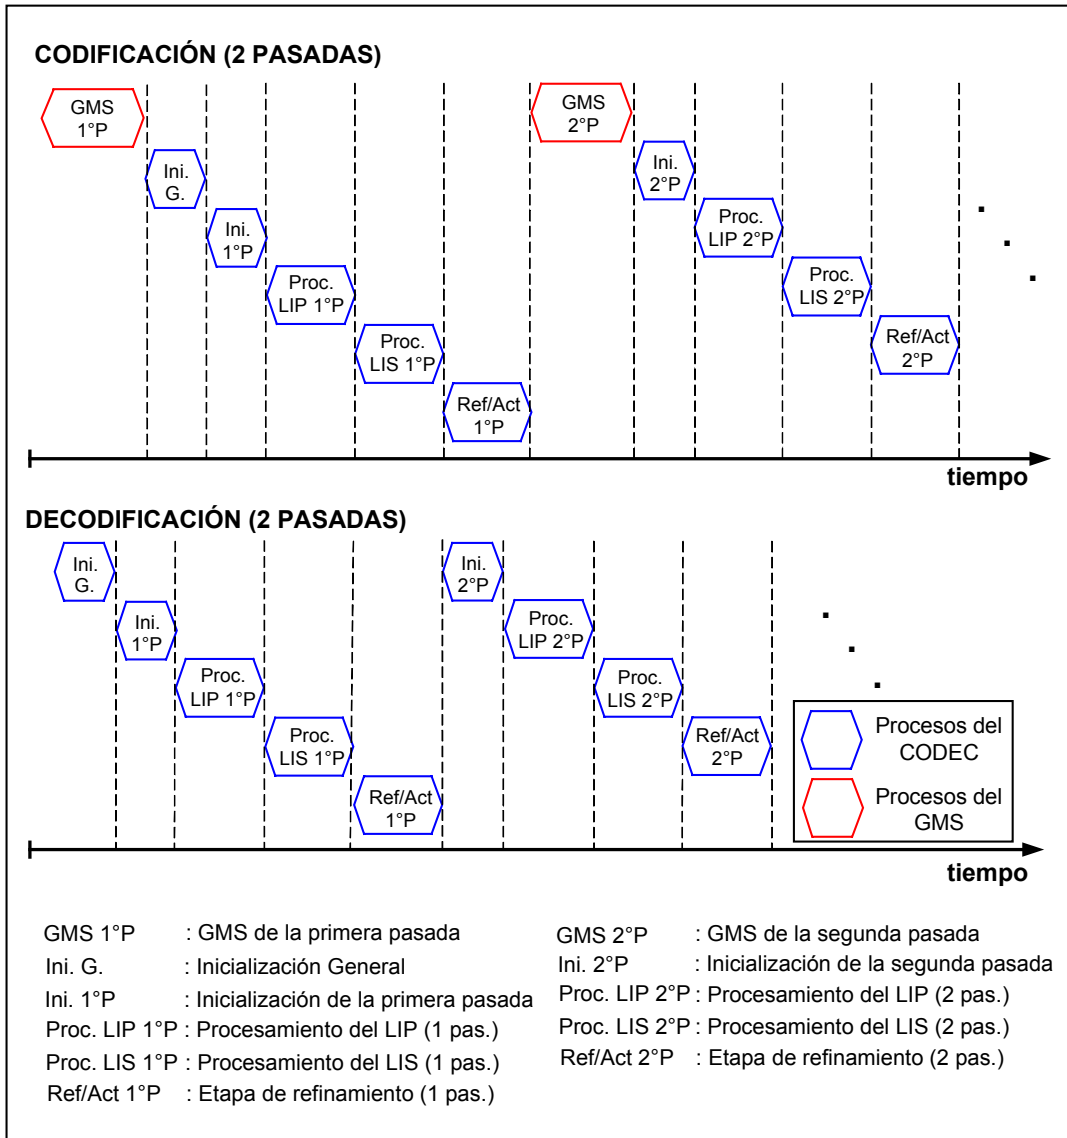 CODIFICACIÓN (2 PASADAS)
GMS
1°P
Ini.
G.
Ini.
1°P
Proc.
LIP 1°P
Proc.
LIS 1°P
Ref/Act
1°P
GMS
2°P
Ini.
2°P
Proc.
LIP 2°P
Proc.
LIS 2°P
Ref/Act
2°P
tiempo
DECODIFICACIÓN (2 PASADAS)
Ini.
G.
Ini.
1°P
Proc.
LIP 1°P
Proc.
LIS 1°P
Ref/Act
1°P
Ini.
2°P
Proc.
LIP 2°P
Proc.
LIS 2°P
Ref/Act
2°P
Procesos del
CODEC
Procesos del
GMS
tiempo
GMS 1°P : GMS de la primera pasada
Ini. G. : Inicialización General
Ini. 1°P : Inicialización de la primera pasada
Proc. LIP 1°P : Procesamiento del LIP (1 pas.)
Proc. LIS 1°P : Procesamiento del LIS (1 pas.)
Ref/Act 1°P : Etapa de refinamiento (1 pas.)
GMS 2°P : GMS de la segunda pasada
Ini. 2°P : Inicialización de la segunda pasada
Proc. LIP 2°P : Procesamiento del LIP (2 pas.)
Proc. LIS 2°P : Procesamiento del LIS (2 pas.)
Ref/Act 2°P : Etapa de refinamiento (2 pas.)